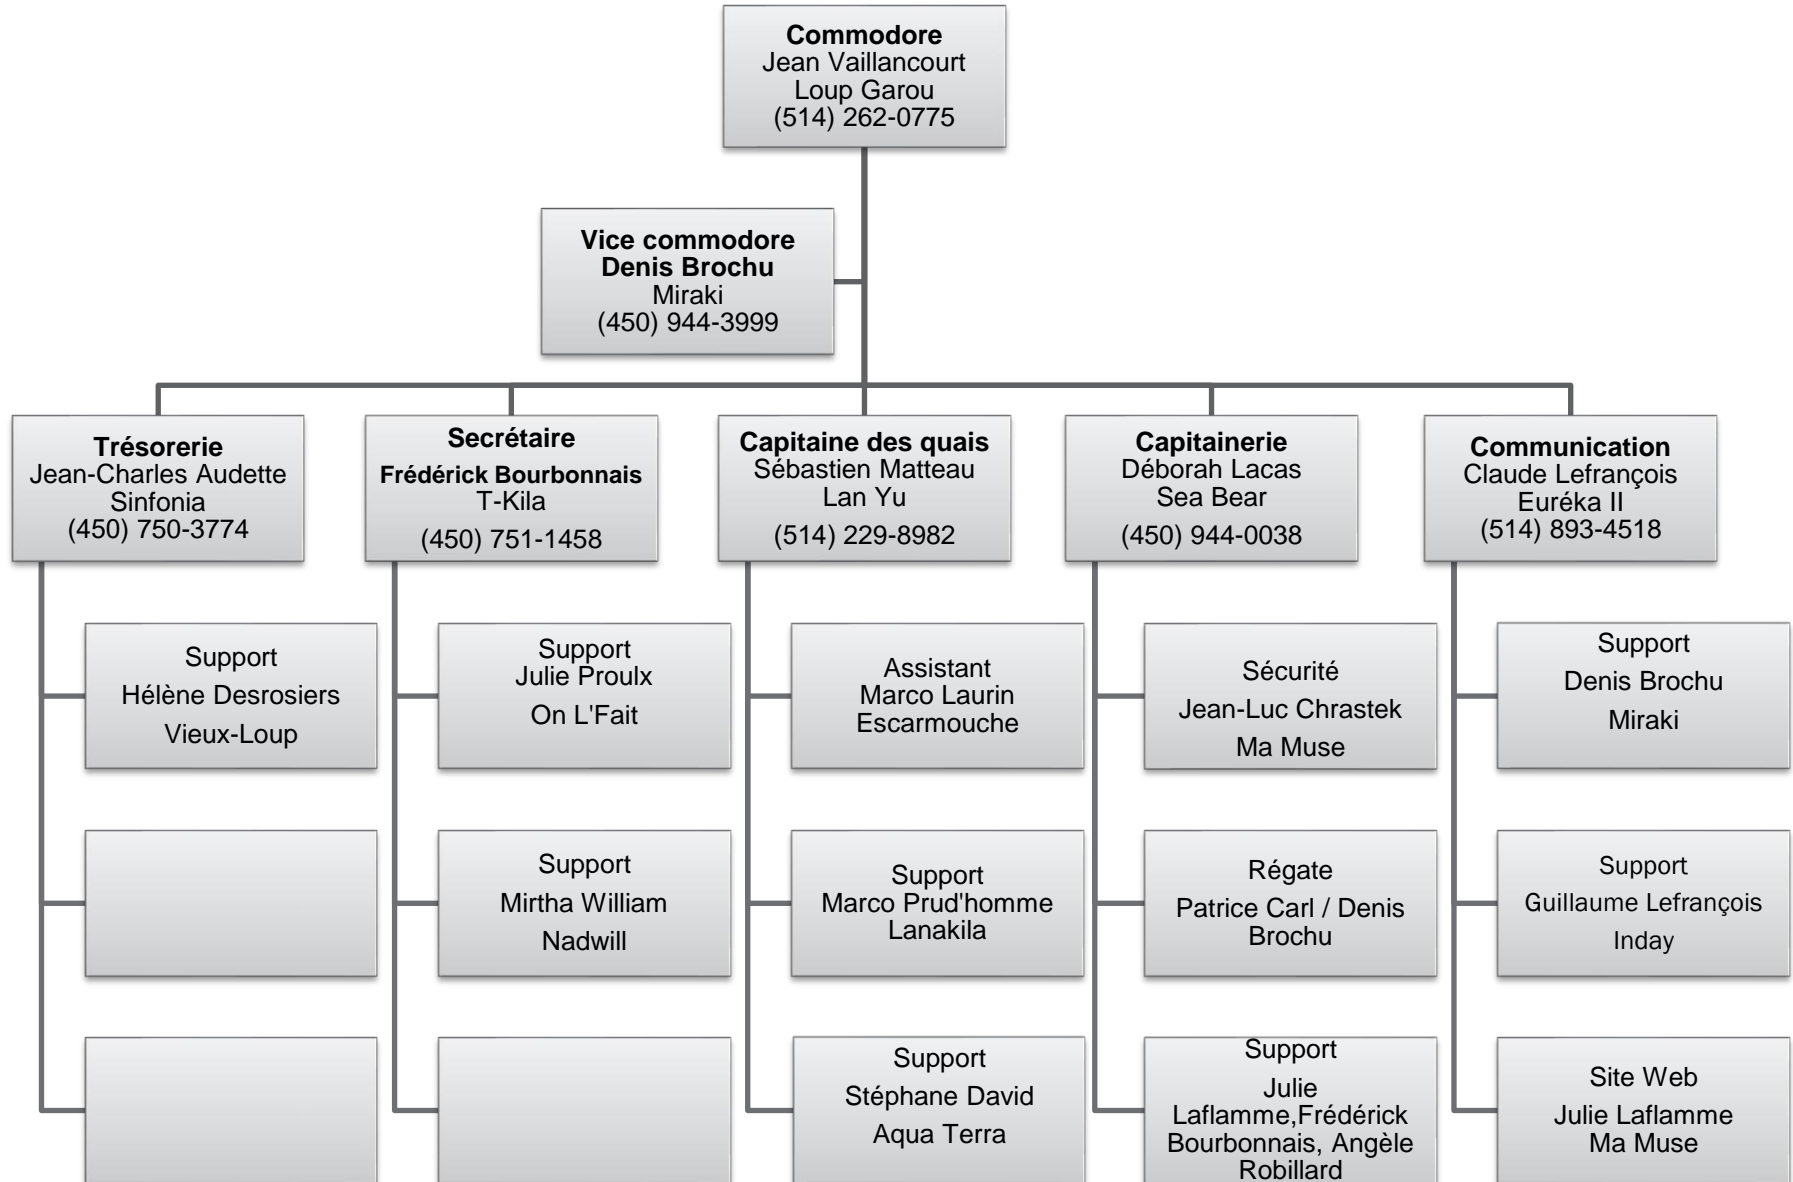 Commodore
Jean Vaillancourt
Loup Garou
(514) 262-0775
Vice commodore
Denis Brochu
Miraki
(450) 944-3999
Trésorerie
Jean-Charles Audette
Sinfonia
(450) 750-3774
Secrétaire
Frédérick Bourbonnais
T-Kila
(450) 751-1458
Capitaine des quais
Sébastien Matteau
Lan Yu
(514) 229-8982
Capitainerie
Déborah Lacas
Sea Bear
(450) 944-0038
Communication
Claude Lefrançois
Euréka II
(514) 893-4518
Support
Hélène Desrosiers
Vieux-Loup
Support
Julie Proulx
On L'Fait
Assistant
Marco Laurin
Escarmouche
Sécurité
Jean-Luc Chrastek
Ma Muse
Support
Denis Brochu
Miraki
Support
Mirtha William
Nadwill
Support
Marco Prud'homme
Lanakila
Régate
Patrice Carl / Denis
Brochu
Support
Guillaume Lefrançois
Inday
Support
Stéphane David
Aqua Terra
Support
Julie
Laflamme,Frédérick
Bourbonnais, Angèle
Robillard
Site Web
Julie Laflamme
Ma Muse